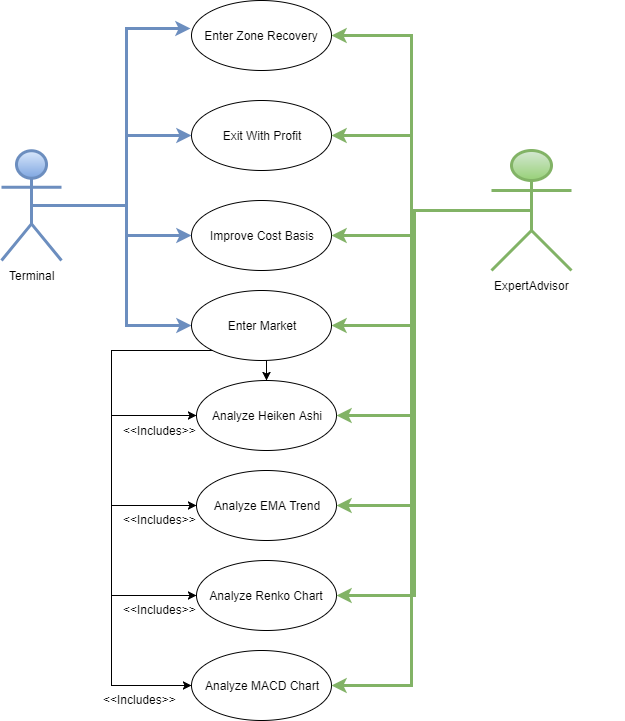 Enter Zone Recovery
Exit With Profit
Improve Cost Basis
Terminal
ExpertAdvisor
Enter Market
Analyze Heiken Ashi
<<Includes>>
Analyze EMA Trend
<<Includes>>
Analyze Renko Chart
<<Includes>>
Analyze MACD Chart
<<Includes>>